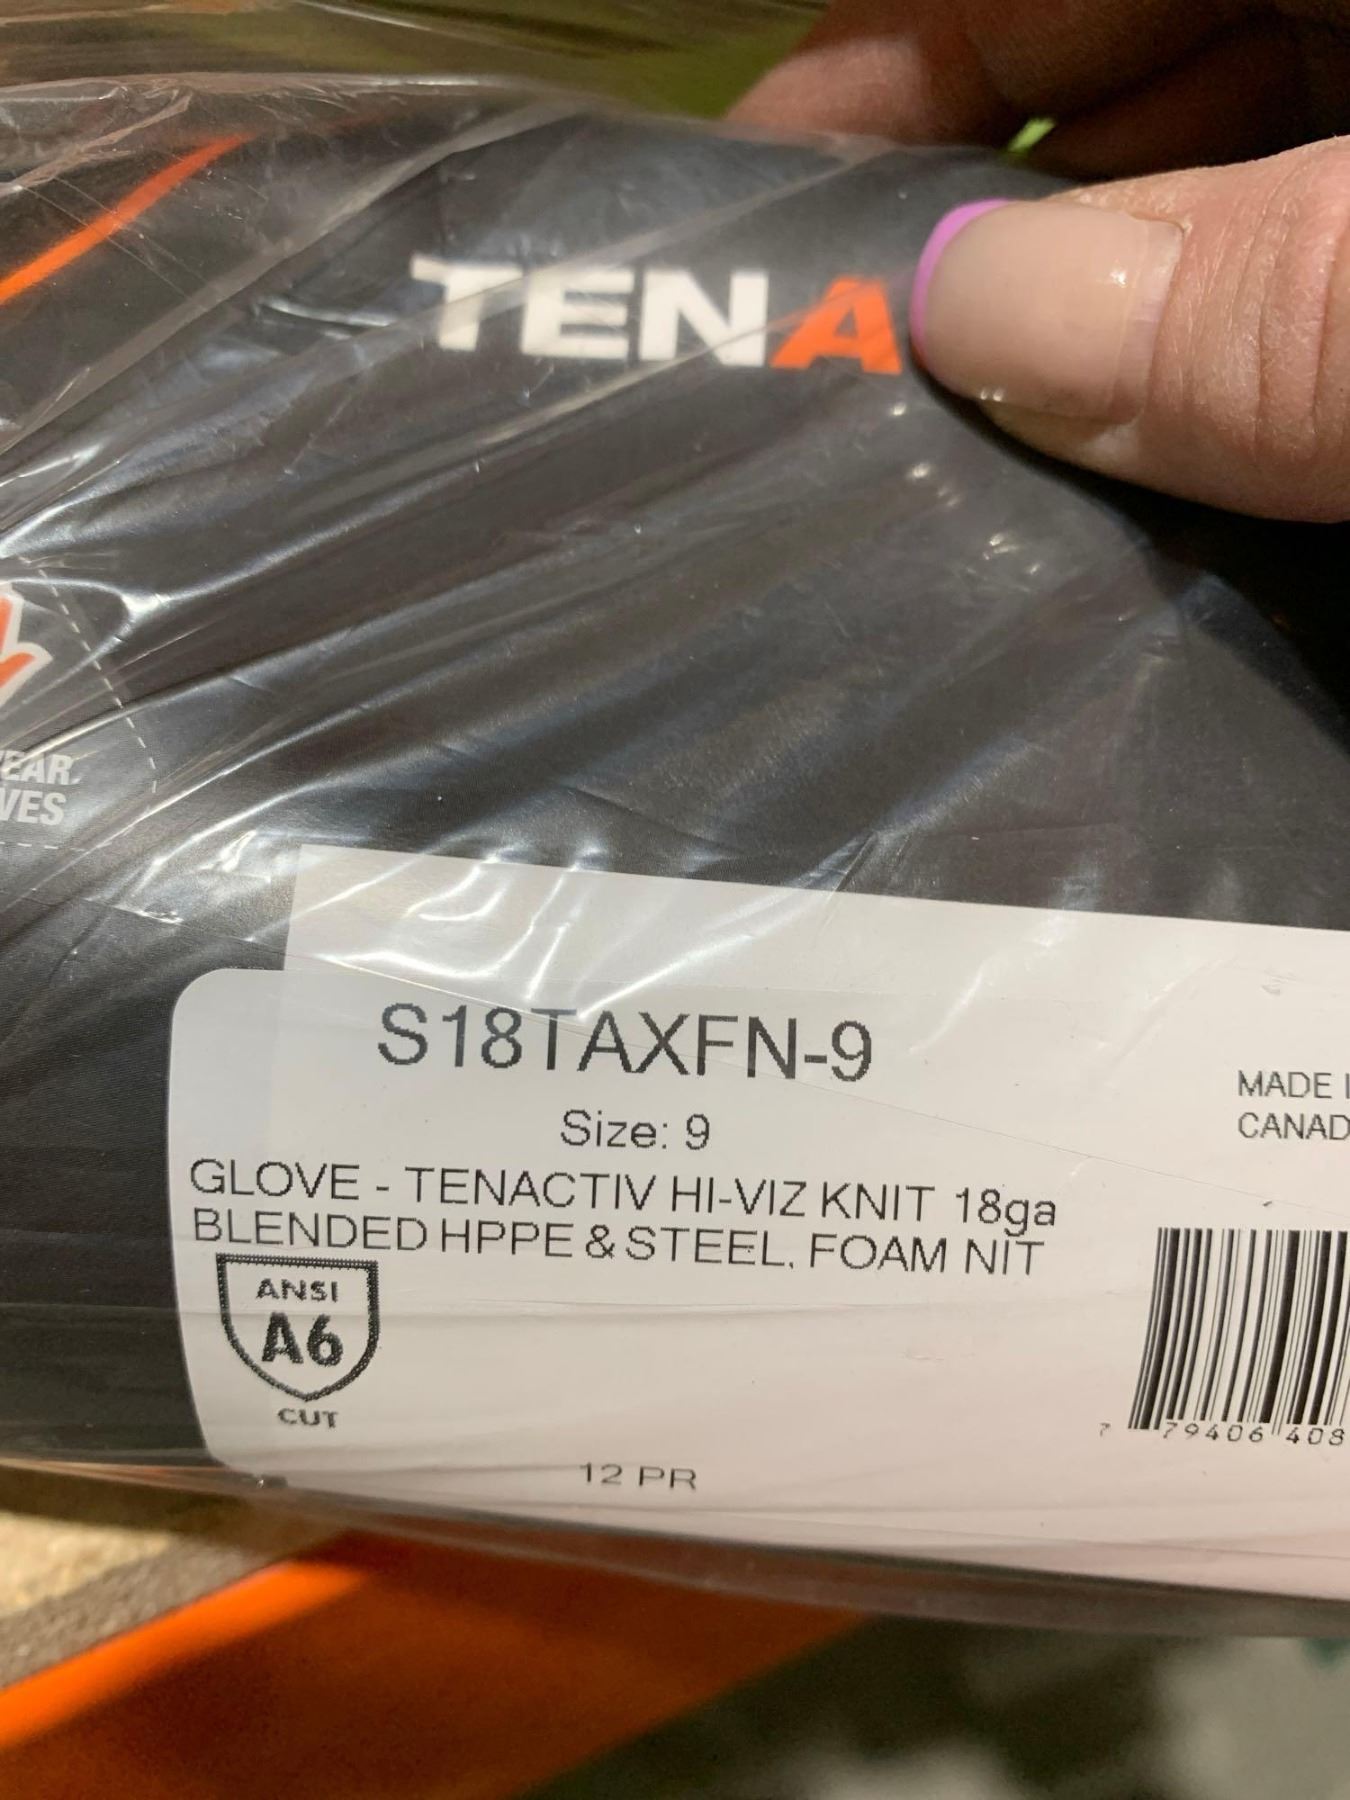 TENA
EAR.
VES
S18TAXFN-9
Size: 9
GLOVE - TENACTIV HI-VIZ KNIT 18ga
BLENDED HPPE & STEEL, FOAM NIT
ANSI
A6
CUT
12 PR
MADE I
CANAD
7 79406 408